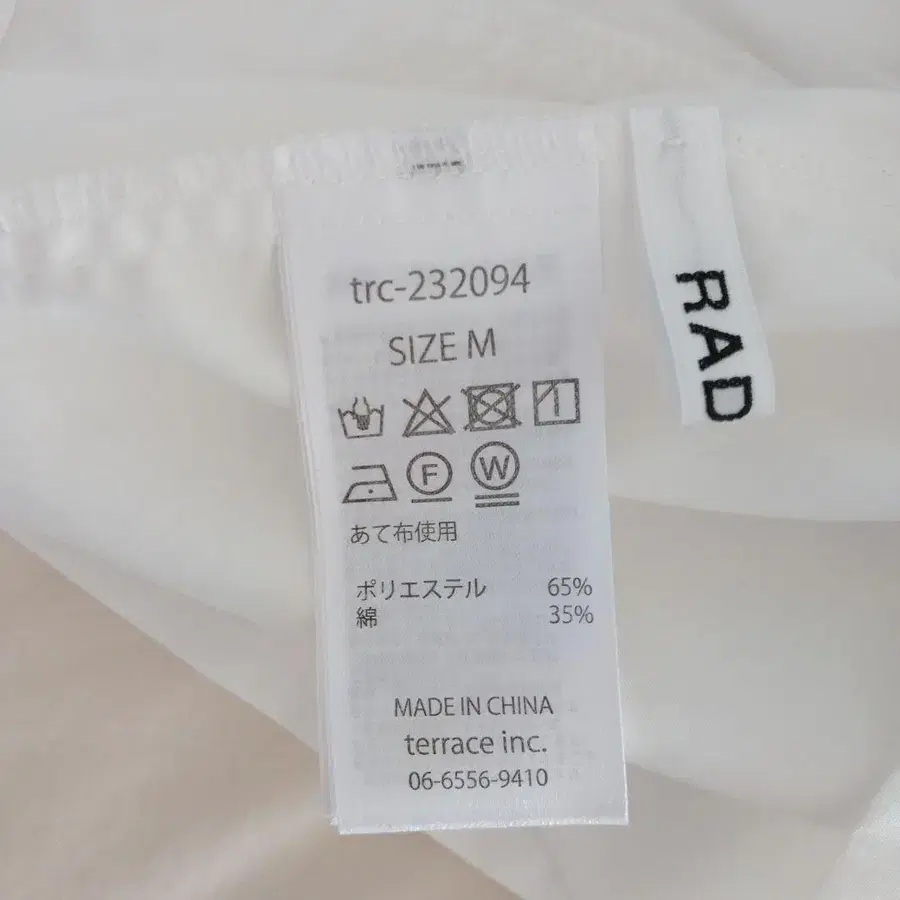 trc-232094
SIZE M
F W
あて布使用
ポリエステル 65%
綿 35%
MADE IN CHINA
terrace inc.
06-6556-9410
RAD